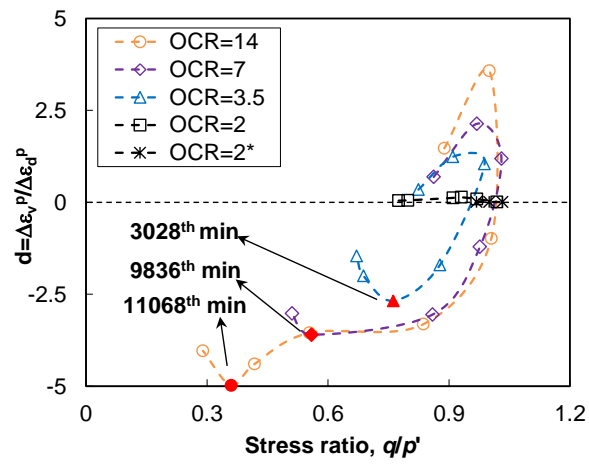 OCR=14
OCR=7
OCR=3.5
OCR=2
OCR=2*
5
2.5
0
-2.5
-5
d=Δεᵥᵖ/Δε_dᵖ
3028ᵗʰ min
9836ᵗʰ min
11068ᵗʰ min
0 0.3 0.6 0.9 1.2
Stress ratio, q/p'